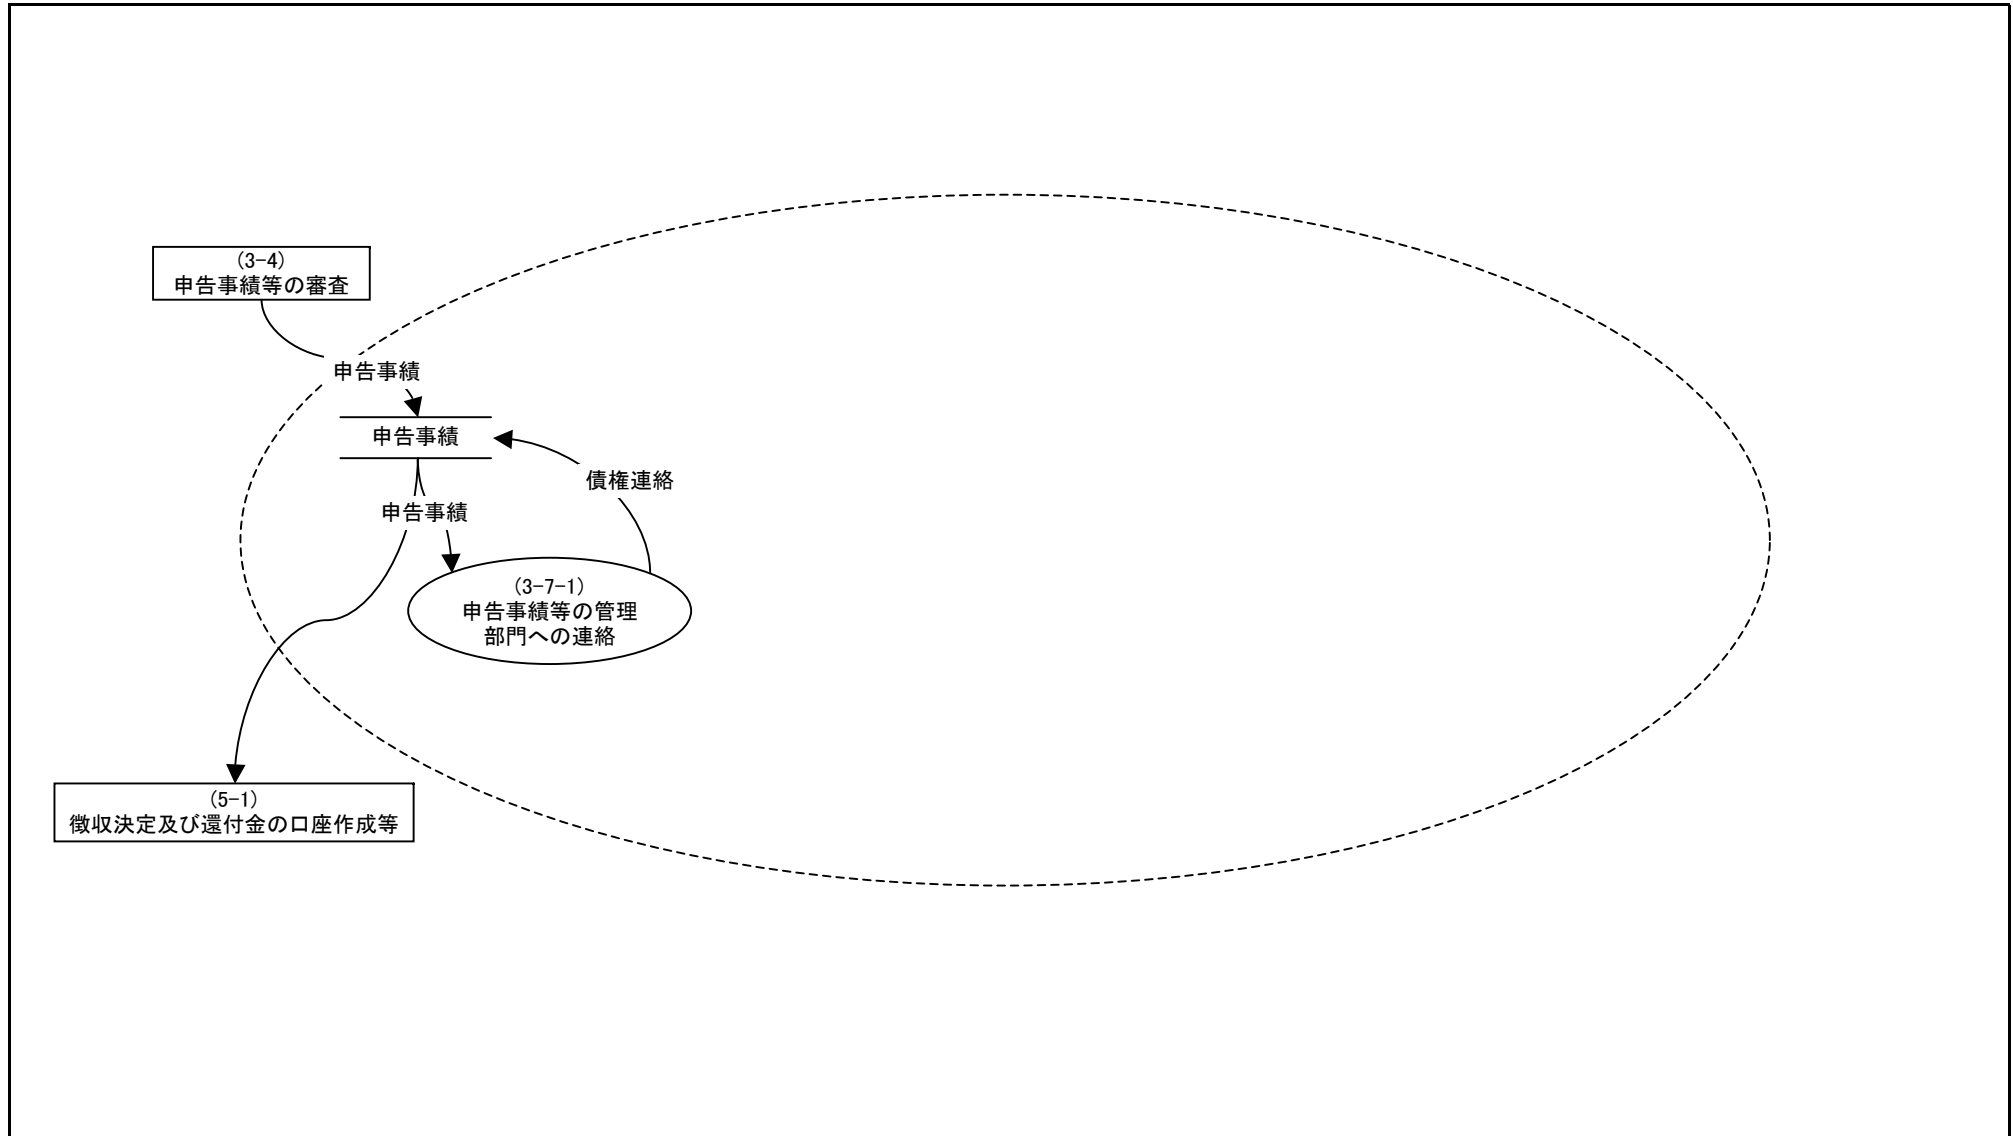 (3-4)
申告事績等の審査
申告事績
申告事績
債権連絡
申告事績
(3-7-1)
申告事績等の管理
部門への連絡
(5-1)
徴収決定及び還付金の口座作成等